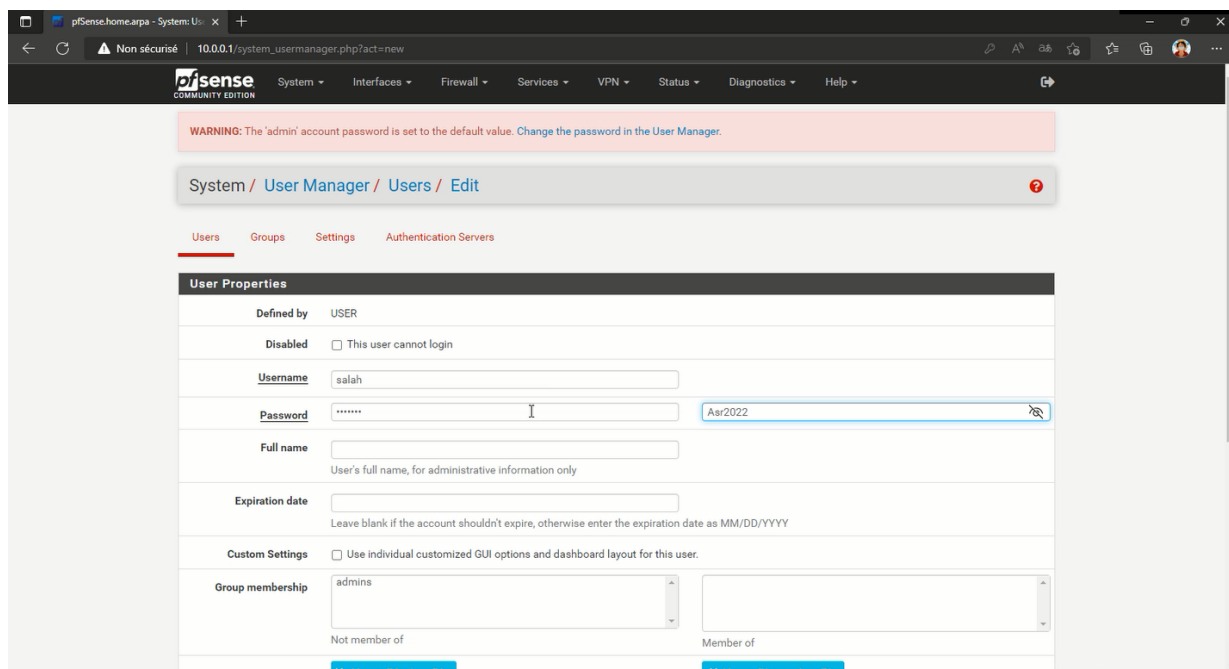 pfSense.home.arpa - System: Us
Non sécurisé 10.0.0.1/system_usermanager.php?act=new
pfsense System Interfaces Firewall Services VPN Status Diagnostics Help
COMMUNITY EDITION
WARNING: The 'admin' account password is set to the default value. Change the password in the User Manager.
System / User Manager / Users / Edit
Users Groups Settings Authentication Servers
User Properties
Defined by USER
Disabled This user cannot login
Username salah
Password ••••••• Asr2022
Full name
User's full name, for administrative information only
Expiration date
Leave blank if the account shouldn't expire, otherwise enter the expiration date as MM/DD/YYYY
Custom Settings Use individual customized GUI options and dashboard layout for this user.
Group membership admins
Not member of Member of